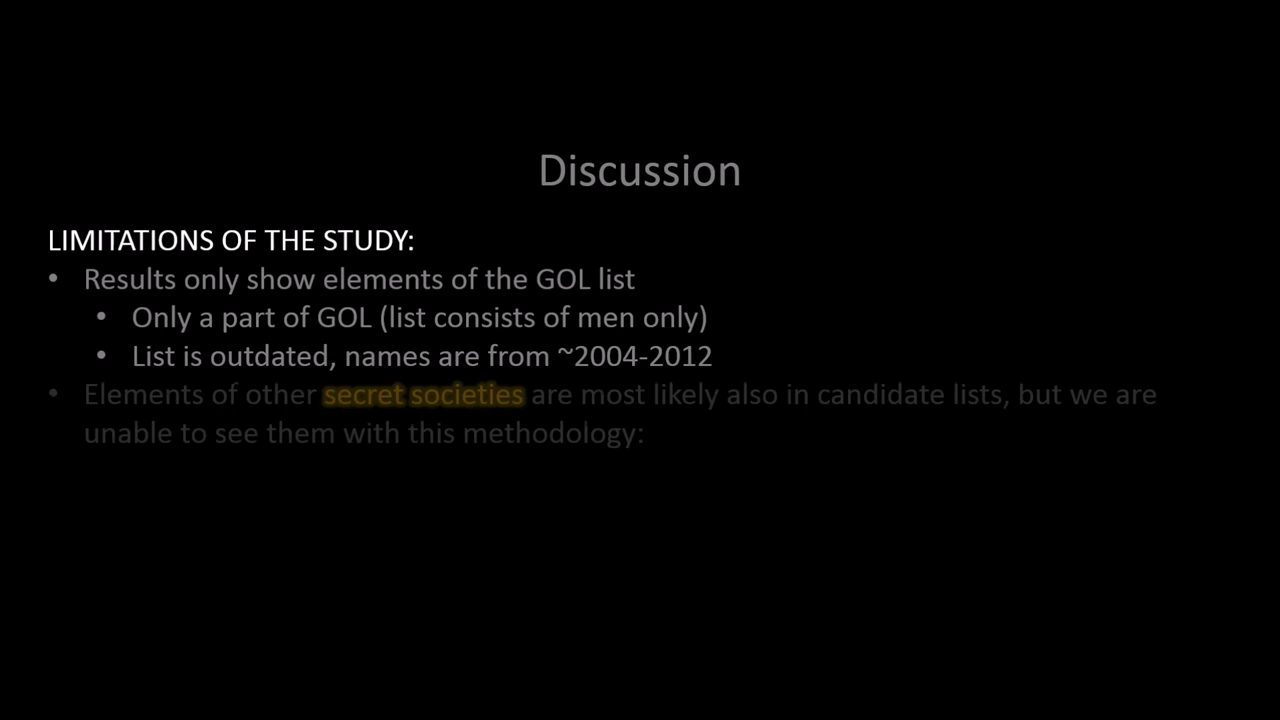 Discussion
LIMITATIONS OF THE STUDY:
• Results only show elements of the GOL list
• Only a part of GOL (list consists of men only)
• List is outdated, names are from ~2004-2012
• Elements of other secret societies are most likely also in candidate lists, but we are
unable to see them with this methodology: